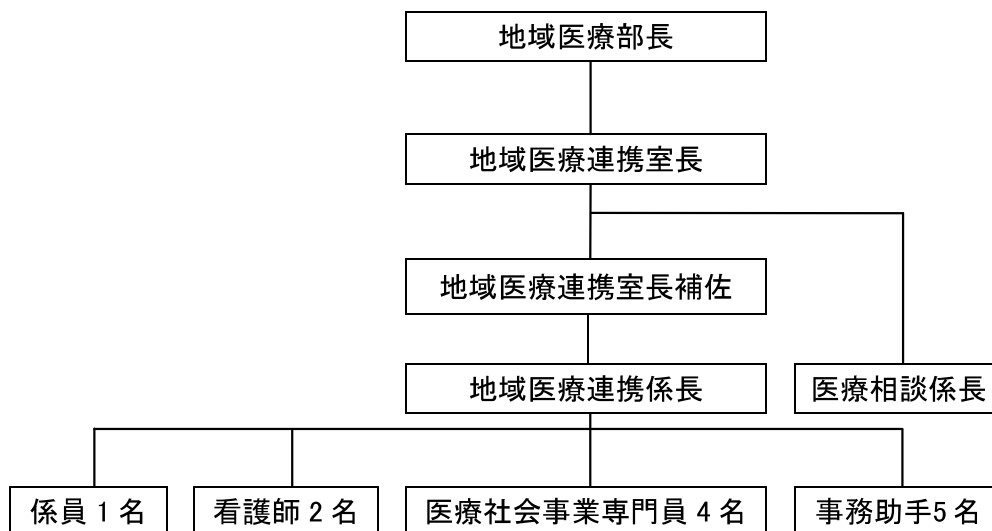 地域医療部長
地域医療連携室長
地域医療連携室長補佐
地域医療連携係長
医療相談係長
係員 1 名
看護師 2 名
医療社会事業専門員 4 名
事務助手5 名